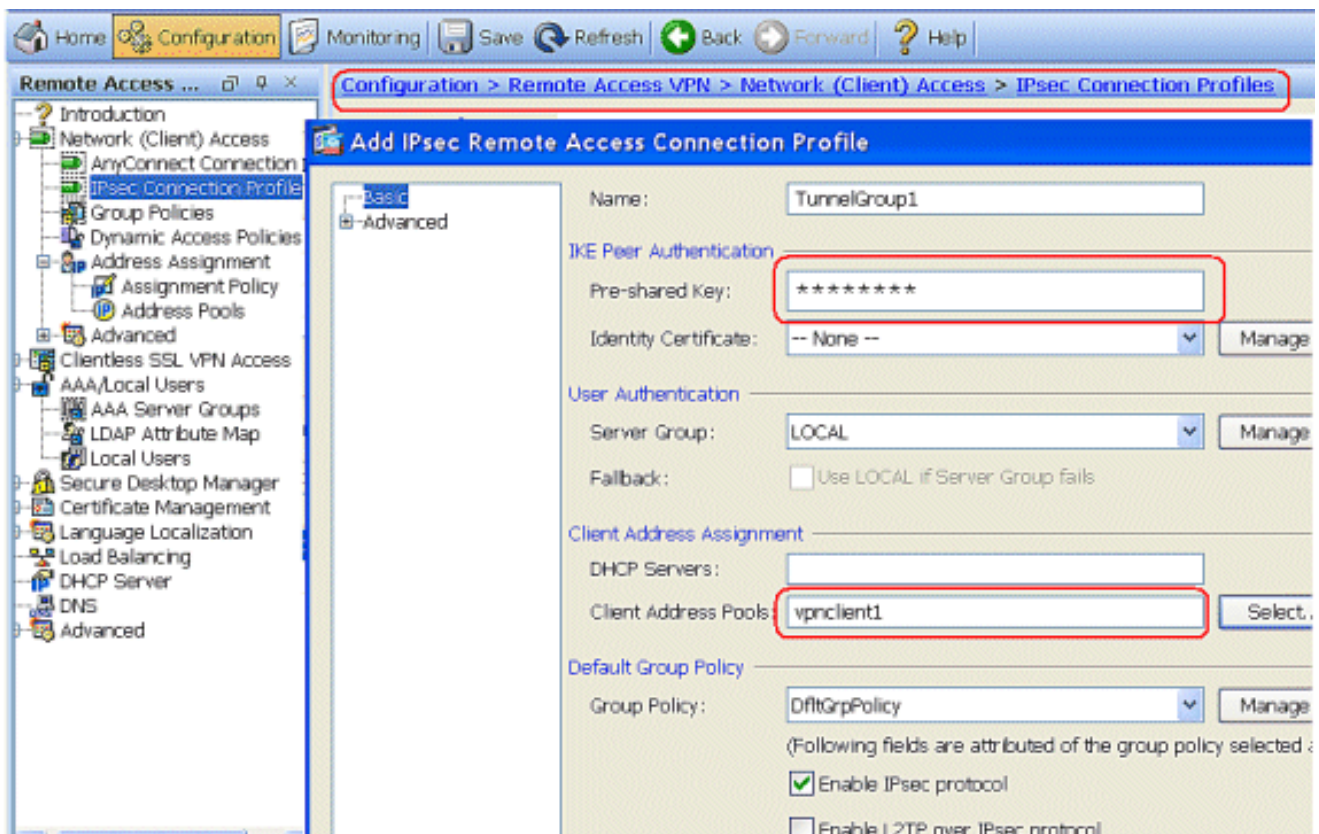 Home Configuration Monitoring Save Refresh Back Forward Help
Remote Access ...
Introduction
Network (Client) Access
AnyConnect Connection
IPsec Connection Profile
Group Policies
Dynamic Access Policies
Address Assignment
Assignment Policy
Address Pools
Advanced
Clientless SSL VPN Access
AAA/Local Users
AAA Server Groups
LDAP Attribute Map
Local Users
Secure Desktop Manager
Certificate Management
Language Localization
Load Balancing
DHCP Server
DNS
Advanced
Configuration > Remote Access VPN > Network (Client) Access > IPsec Connection Profiles
Add IPsec Remote Access Connection Profile
Basic
Advanced
Name: TunnelGroup1
IKE Peer Authentication
Pre-shared Key: ********
Identity Certificate: -- None -- Manage
User Authentication
Server Group: LOCAL Manage
Fallback: Use LOCAL if Server Group fails
Client Address Assignment
DHCP Servers:
Client Address Pools: vpnclient1 Select.
Default Group Policy
Group Policy: DfltGrpPolicy Manage
(Following fields are attributed of the group policy selected
Enable IPsec protocol
Enable L2TP over IPsec protocol